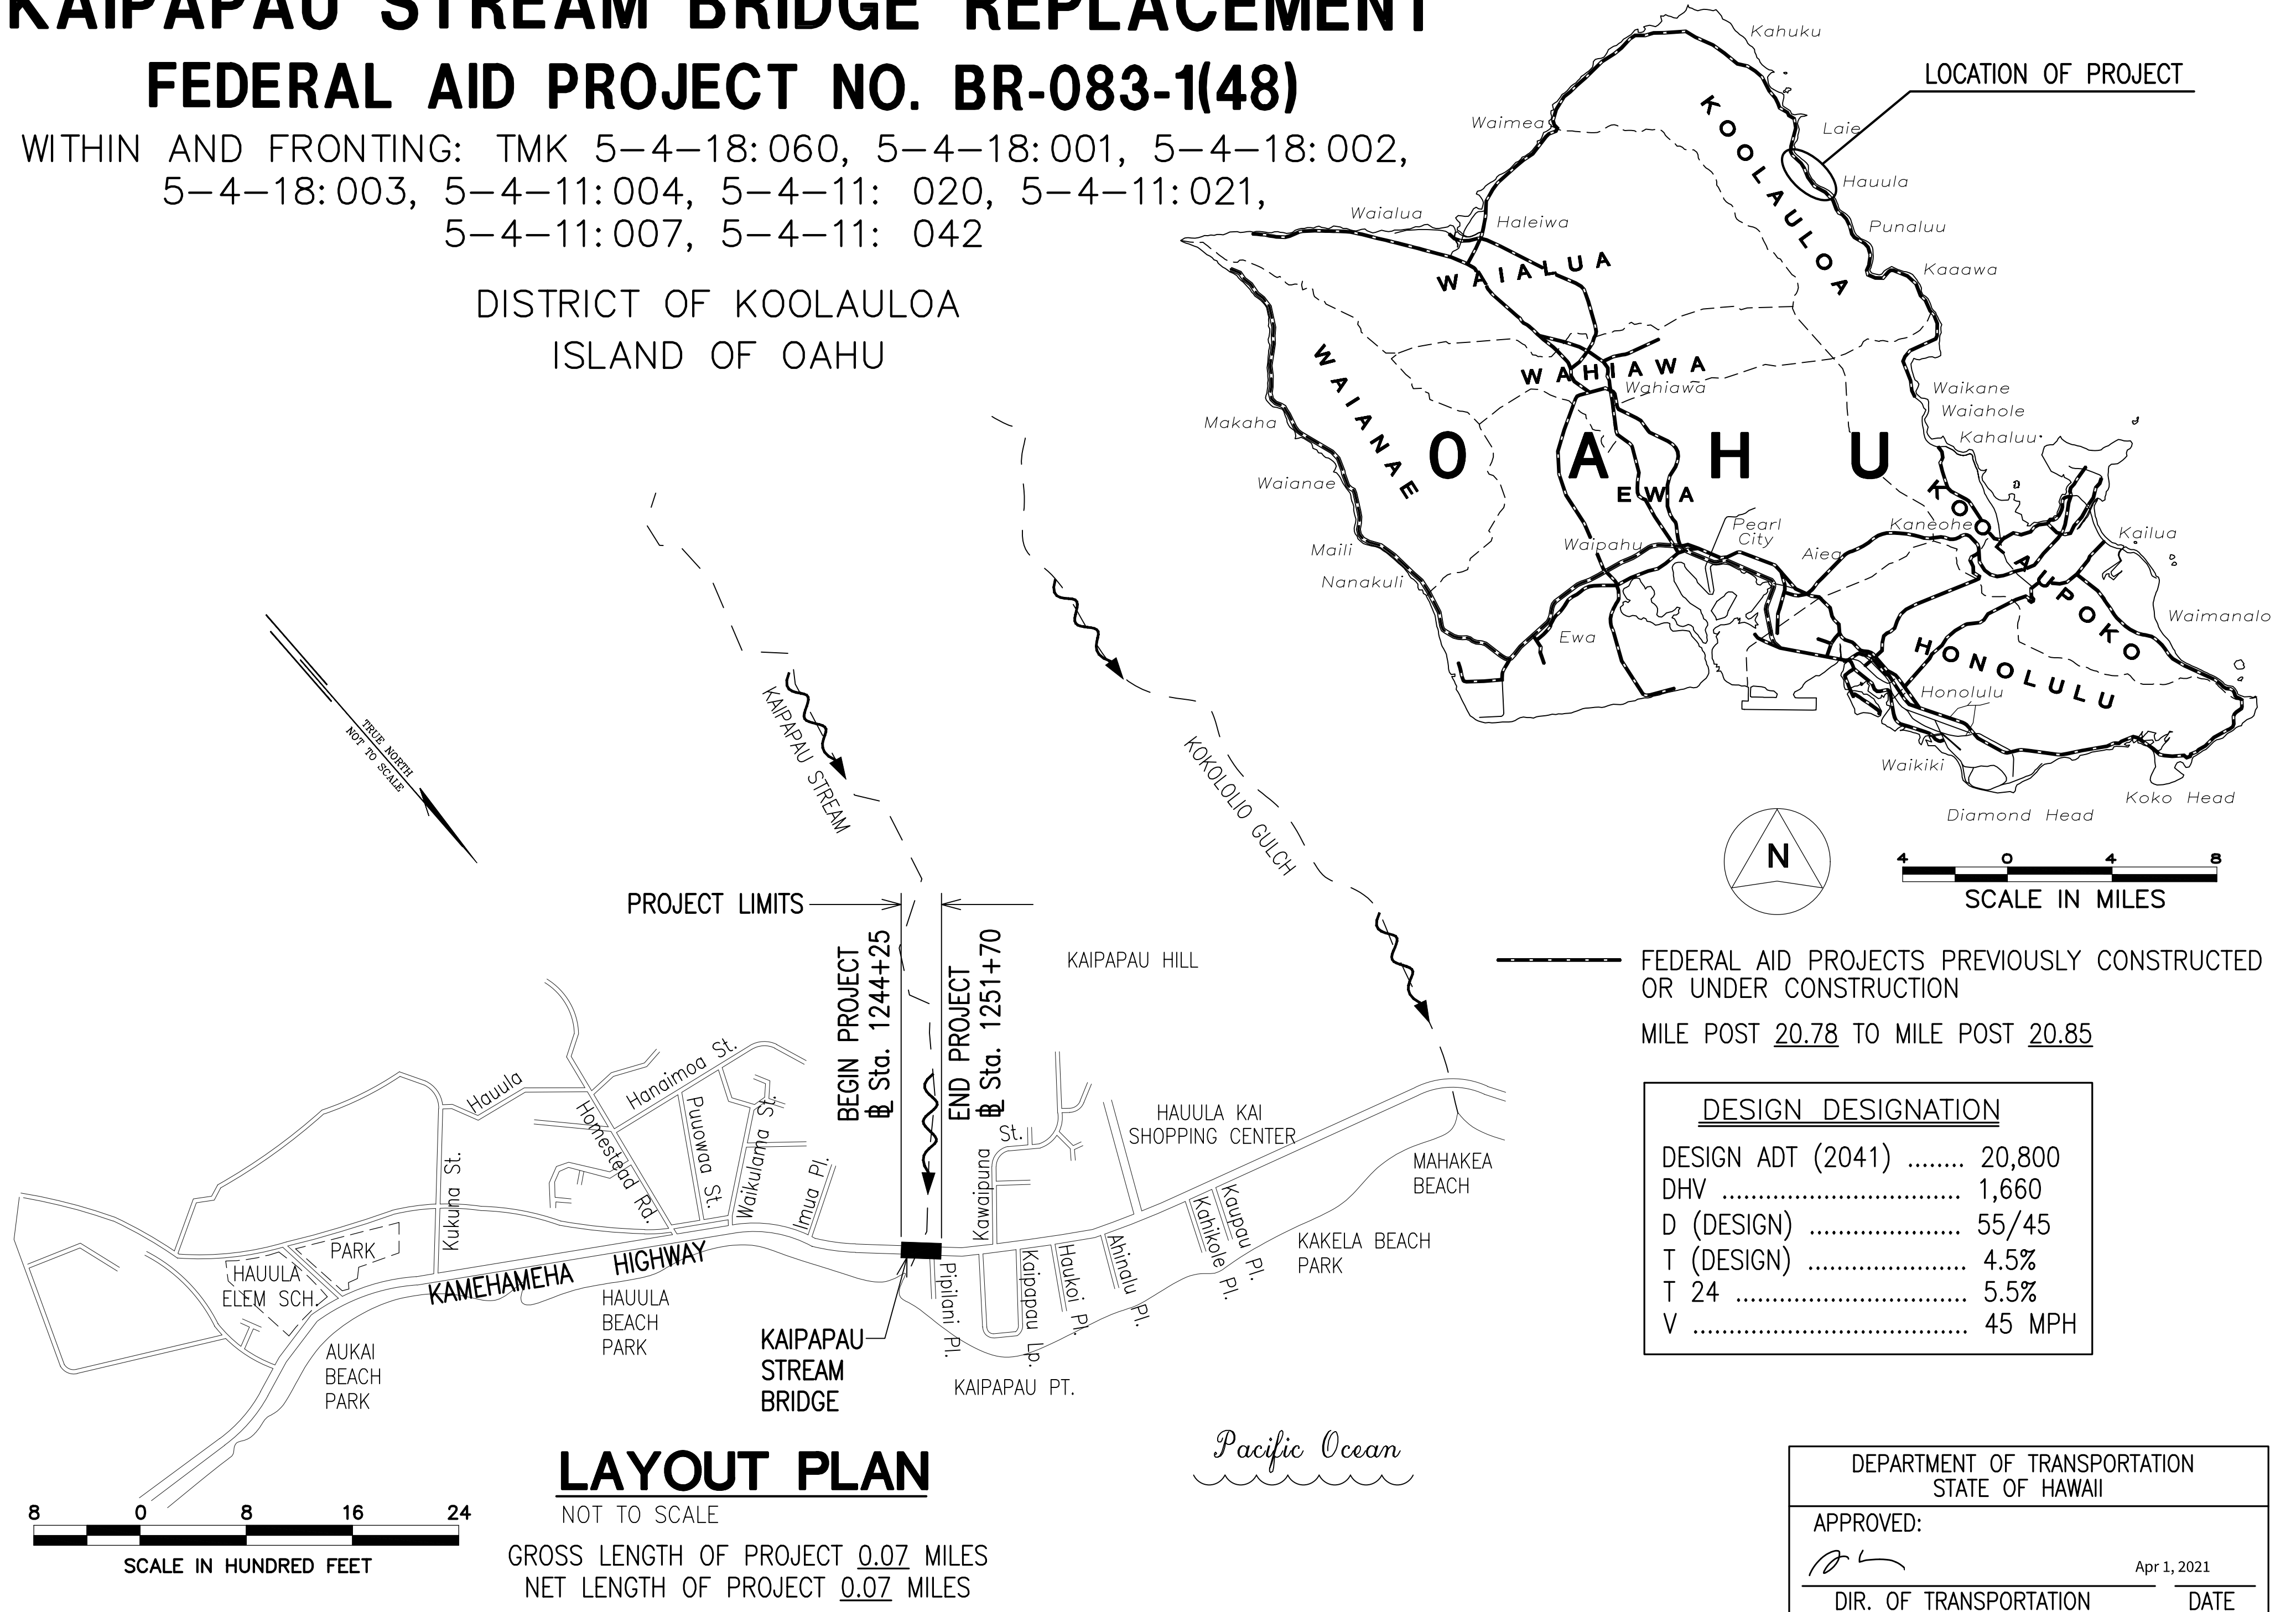 KAIPAPAU STREAM BRIDGE REPLACEMENT
FEDERAL AID PROJECT NO. BR-083-1(48)
WITHIN AND FRONTING: TMK 5-4-18:060, 5-4-18:001, 5-4-18:002,
5-4-18:003, 5-4-11:004, 5-4-11: 020, 5-4-11:021,
5-4-11:007, 5-4-11: 042
DISTRICT OF KOOLAULOA
ISLAND OF OAHU
LOCATION OF PROJECT
Kahuku
Waimea
Laie
Hauula
Punaluu
Kaaawa
KOOLAULOA
Waialua
Haleiwa
WAIALUA
WAIANAE
WAHIAWA
Wahiawa
Waikane
Waiahole
Kahaluu
Makaha
Waianae
OAHU
EWA
KOOLAUPOKO
Kaneohe
Kailua
Pearl
City
Waipahu
Aiea
Maili
Nanakuli
Waimanalo
Ewa
HONOLULU
Honolulu
Waikiki
Koko Head
Diamond Head
N
4 0 4 8
SCALE IN MILES
TRUE NORTH
NOT TO SCALE
KAIPAPAU STREAM
KOKOLOLIO GULCH
PROJECT LIMITS
BEGIN PROJECT
B Sta. 1244+25
END PROJECT
B Sta. 1251+70
KAIPAPAU HILL
FEDERAL AID PROJECTS PREVIOUSLY CONSTRUCTED
OR UNDER CONSTRUCTION
MILE POST 20.78 TO MILE POST 20.85
DESIGN DESIGNATION
DESIGN ADT (2041) ........ 20,800
DHV .................................. 1,660
D (DESIGN) ..................... 55/45
T (DESIGN) ...................... 4.5%
T 24 ................................ 5.5%
V ...................................... 45 MPH
Hauula
Homestead Rd.
Hanaimoa St.
Puuowaa St.
Waikulama St.
Imua Pl.
Kukuna St.
Kawaipuna
St.
HAUULA KAI
SHOPPING CENTER
MAHAKEA
BEACH
KAKELA BEACH
PARK
Kaupau Pl.
Kahikole Pl.
Ahinalu Pl.
Haukoi Pl.
Kaipapau Lp.
Pipilani Pl.
PARK
HAUULA
ELEM SCH.
KAMEHAMEHA HIGHWAY
HAUULA
BEACH
PARK
AUKAI
BEACH
PARK
KAIPAPAU
STREAM
BRIDGE
KAIPAPAU PT.
Pacific Ocean
LAYOUT PLAN
NOT TO SCALE
8 0 8 16 24
SCALE IN HUNDRED FEET
GROSS LENGTH OF PROJECT 0.07 MILES
NET LENGTH OF PROJECT 0.07 MILES
DEPARTMENT OF TRANSPORTATION
STATE OF HAWAII
APPROVED:
Apr 1, 2021
DIR. OF TRANSPORTATION DATE